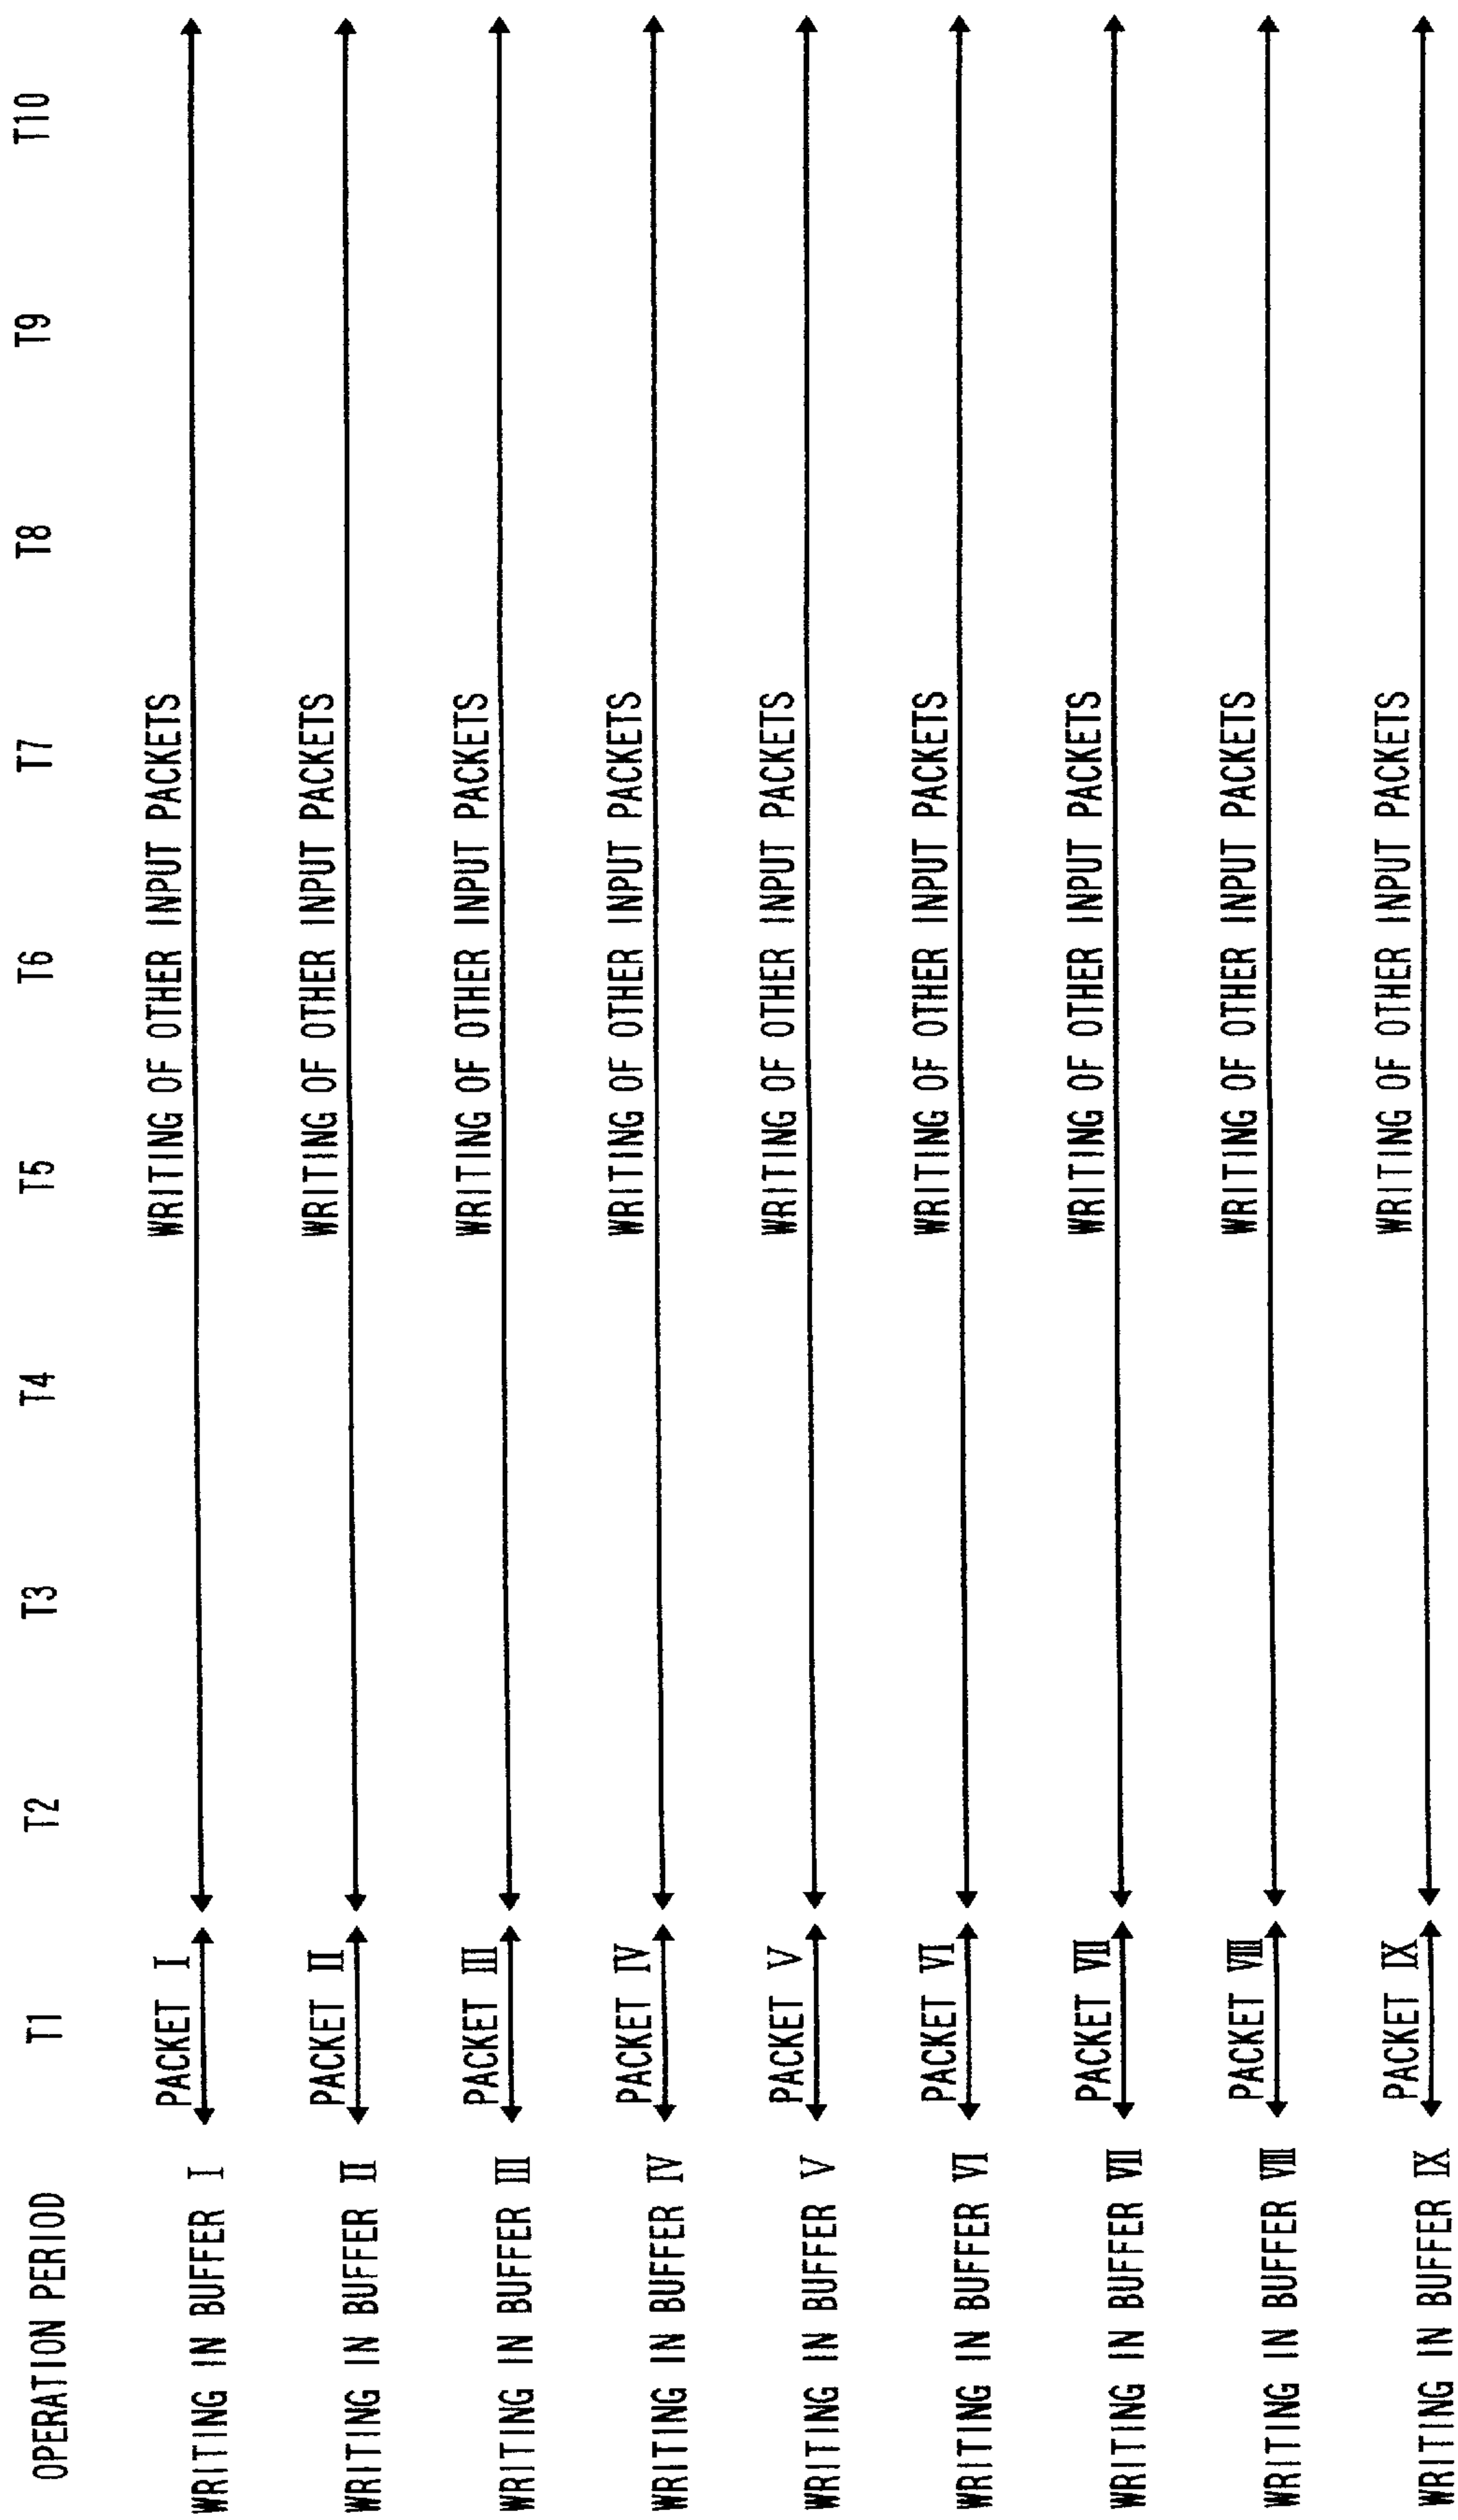 OPERATION PERIOD T1 T2 T3 T4 T5 T6 T7 T8 T9 T10
WRITING IN BUFFER I PACKET I WRITING OF OTHER INPUT PACKETS
WRITING IN BUFFER II PACKET II WRITING OF OTHER INPUT PACKETS
WRITING IN BUFFER III PACKET III WRITING OF OTHER INPUT PACKETS
WRITING IN BUFFER IV PACKET IV WRITING OF OTHER INPUT PACKETS
WRITING IN BUFFER V PACKET V WRITING OF OTHER INPUT PACKETS
WRITING IN BUFFER VI PACKET VI WRITING OF OTHER INPUT PACKETS
WRITING IN BUFFER VII PACKET VII WRITING OF OTHER INPUT PACKETS
WRITING IN BUFFER VIII PACKET VIII WRITING OF OTHER INPUT PACKETS
WRITING IN BUFFER IX PACKET IX WRITING OF OTHER INPUT PACKETS